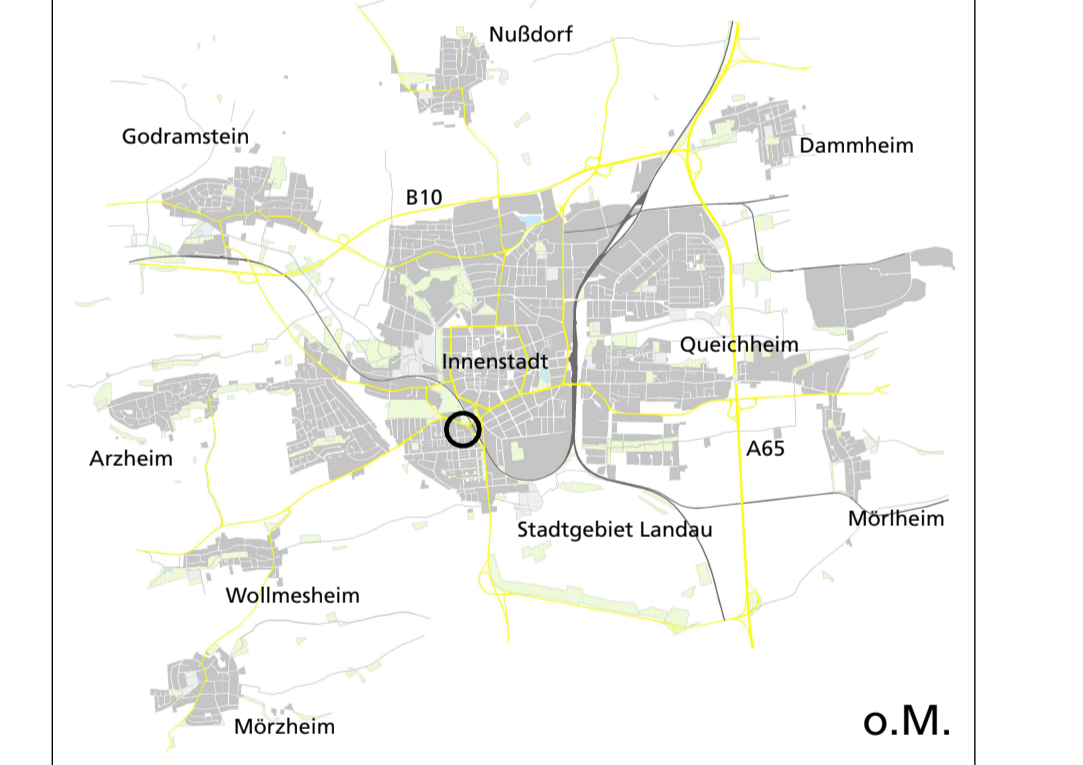 Nußdorf
Godramstein
Dammheim
B10
Queichheim
Innenstadt
A65
Arzheim
Mörlheim
Stadtgebiet Landau
Wollmesheim
o.M.
Mörzheim